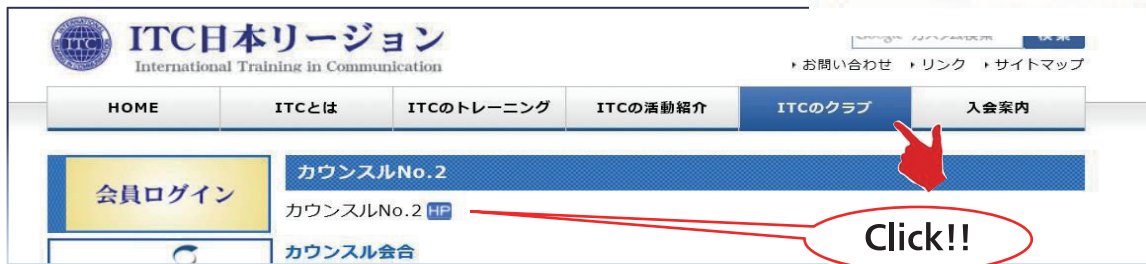 ITC日本リージョン
International Training in Communication
お問い合わせ リンク サイトマップ
HOME ITCとは ITCのトレーニング ITCの活動紹介 ITCのクラブ 入会案内
会員ログイン
カウンスルNo.2
カウンスルNo.2 HP
Click!!
カウンスル会合